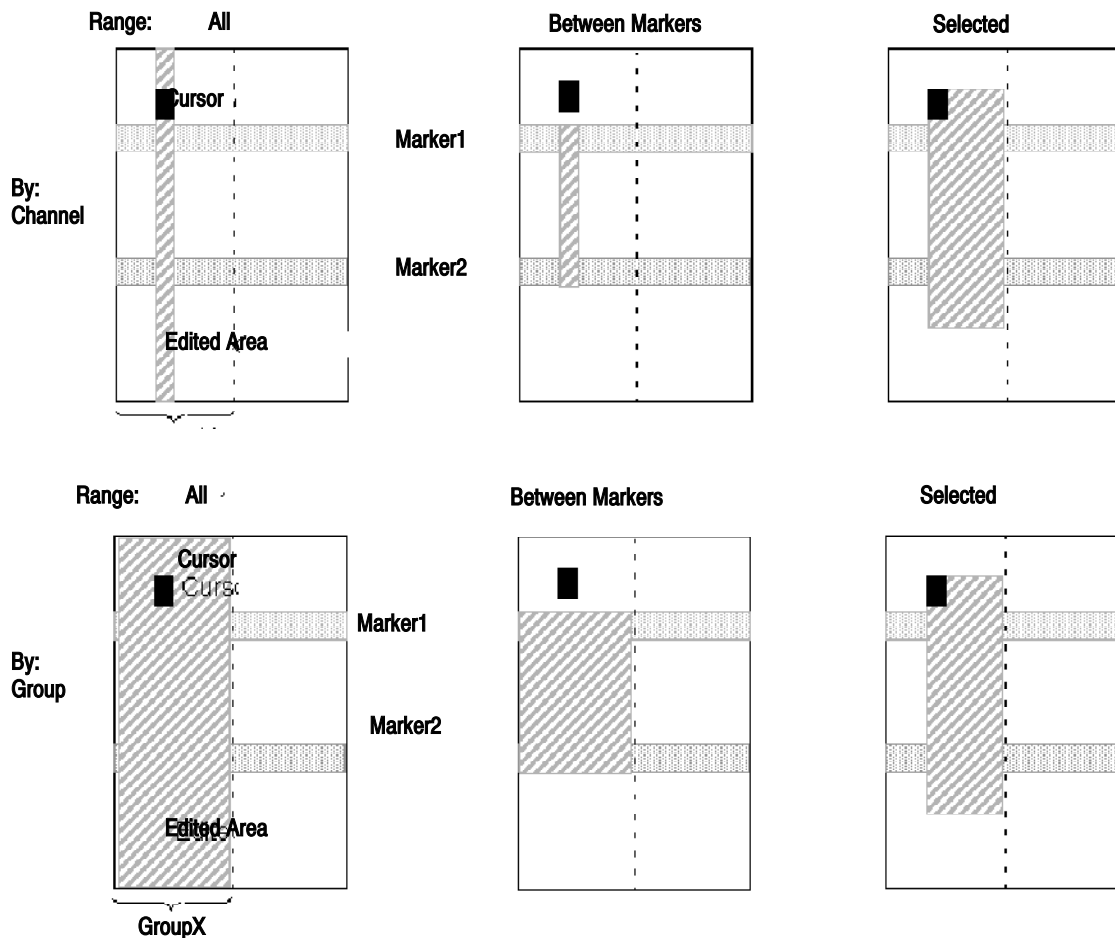 Range: All Between Markers Selected
Cursor
Marker1
By:
Channel
Marker2
Edited Area
Range: All Between Markers Selected
Cursor
Marker1
By:
Group
Marker2
Edited Area
GroupX